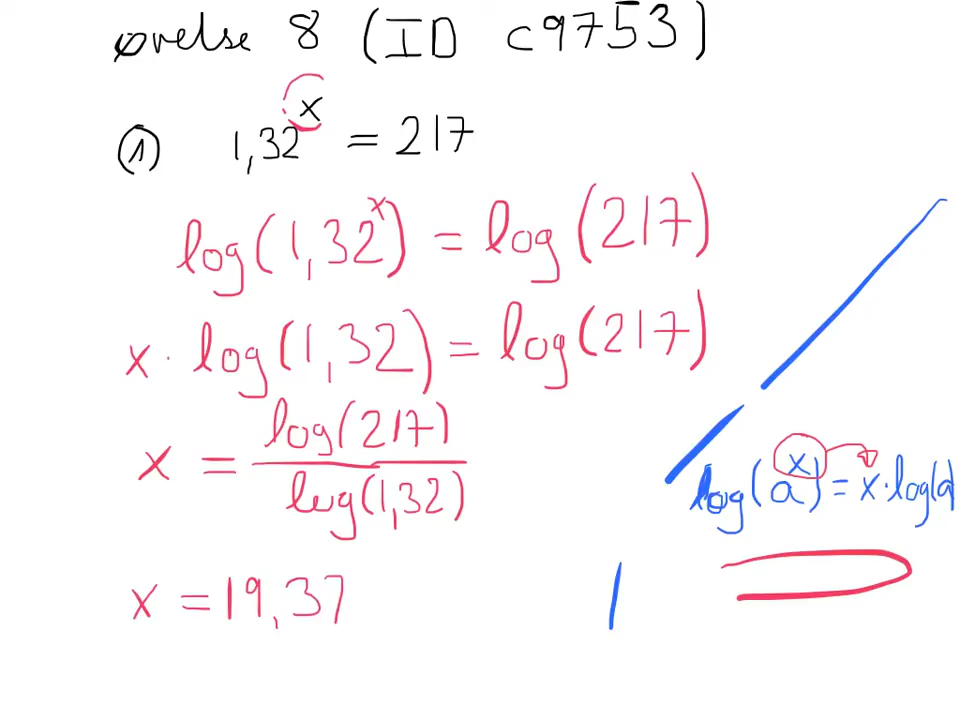 øvelse 8 (ID c9753)
① 1,32^x = 217
log(1,32^x) = log(217)
x · log(1,32) = log(217)
x = log(217) / log(1,32)
log(a^x) = x·log(a)
x = 19,37